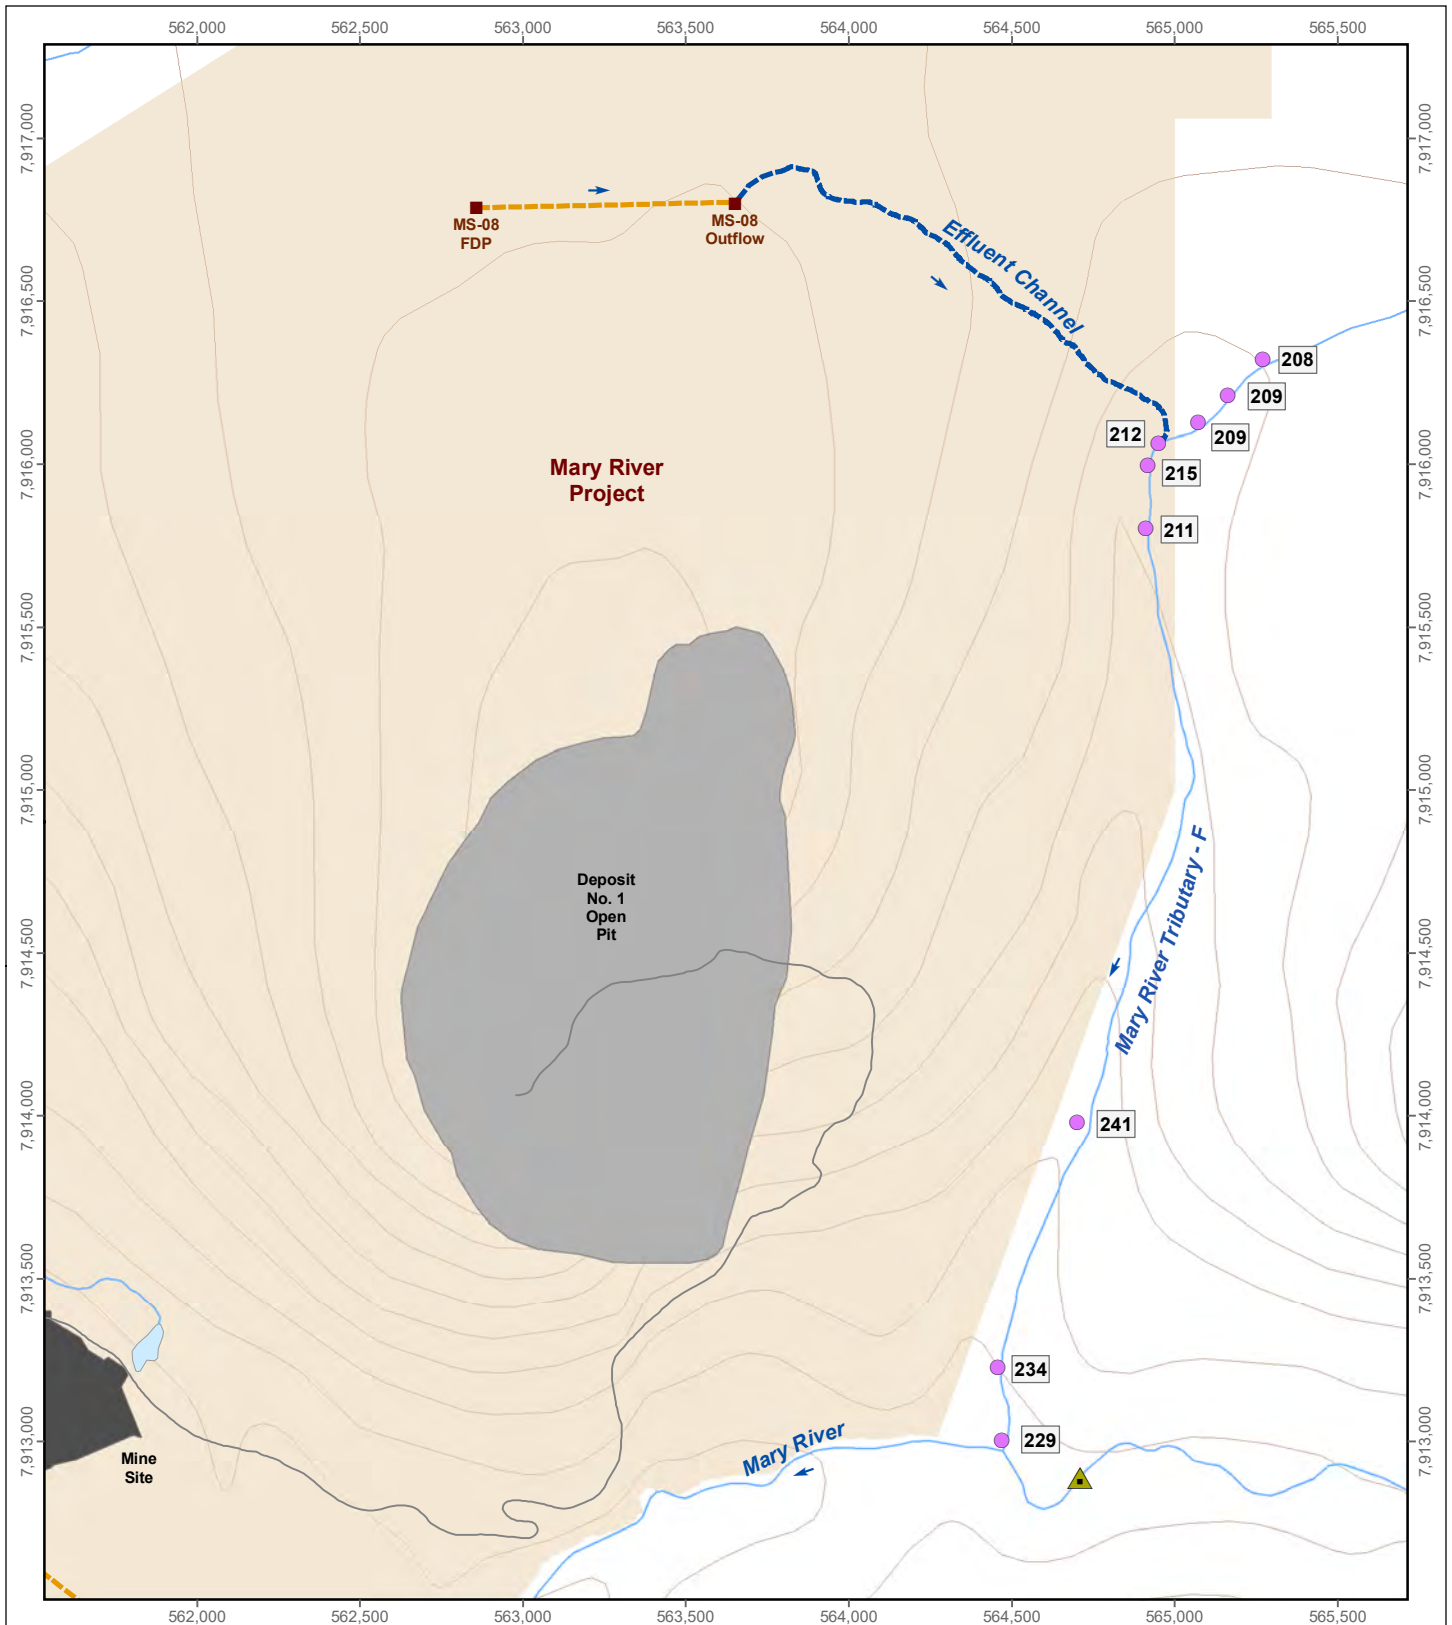 562,000 562,500 563,000 563,500 564,000 564,500 565,000 565,500
7,917,000
7,917,000
MS-08
FDP
MS-08
Outflow
Effluent Channel
7,916,500
7,916,500
208
209
209
212
215
7,916,000
7,916,000
Mary River
Project
211
7,915,500
7,915,500
7,915,000
7,915,000
Deposit
No. 1
Open
Pit
Mary River Tributary - F
7,914,500
7,914,500
7,914,000
7,914,000
241
7,913,500
7,913,500
234
229
Mary River
7,913,000
7,913,000
Mine
Site
562,000 562,500 563,000 563,500 564,000 564,500 565,000 565,500